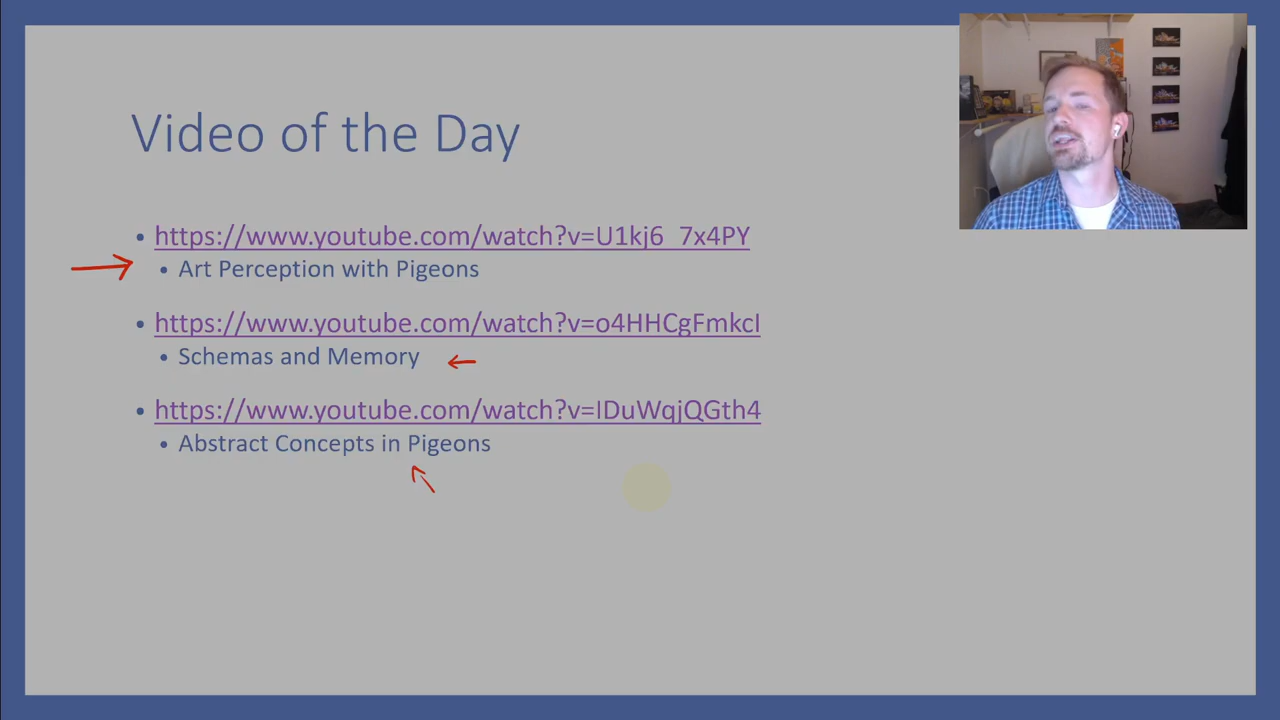 Video of the Day
• https://www.youtube.com/watch?v=U1kj6_7x4PY
• Art Perception with Pigeons
• https://www.youtube.com/watch?v=o4HHCgFmkcI
• Schemas and Memory
• https://www.youtube.com/watch?v=IDuWqjQGth4
• Abstract Concepts in Pigeons